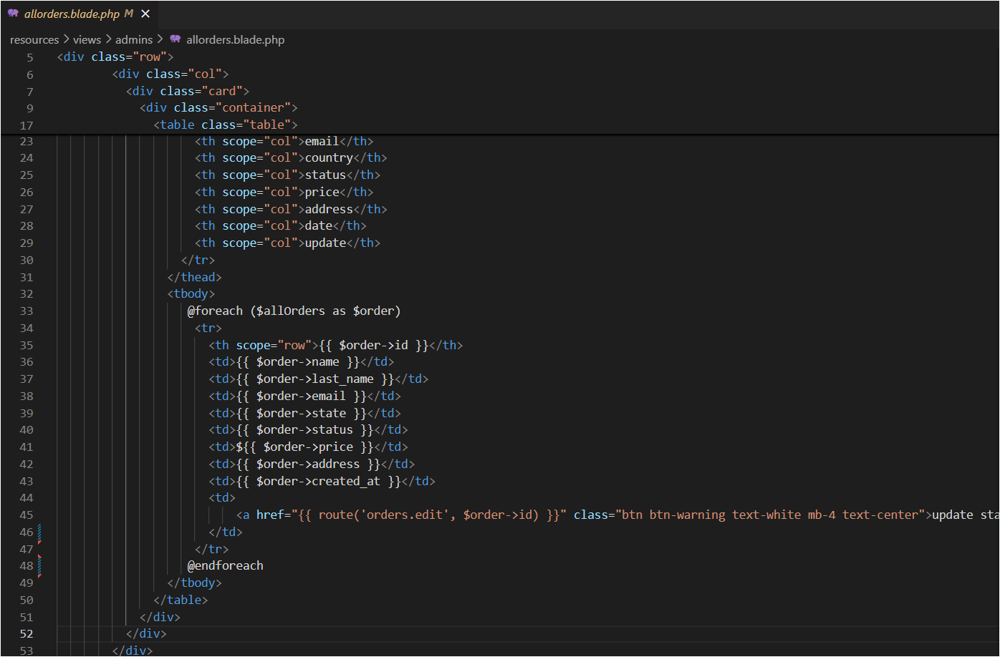 allorders.blade.php M ×
resources > views > admins > allorders.blade.php
5 <div class="row">
6 <div class="col">
7 <div class="card">
9 <div class="container">
17 <table class="table">
23 <th scope="col">email</th>
24 <th scope="col">country</th>
25 <th scope="col">status</th>
26 <th scope="col">price</th>
27 <th scope="col">address</th>
28 <th scope="col">date</th>
29 <th scope="col">update</th>
30 </tr>
31 </thead>
32 <tbody>
33 @foreach ($allOrders as $order)
34 <tr>
35 <th scope="row">{{ $order->id }}</th>
36 <td>{{ $order->name }}</td>
37 <td>{{ $order->last_name }}</td>
38 <td>{{ $order->email }}</td>
39 <td>{{ $order->state }}</td>
40 <td>{{ $order->status }}</td>
41 <td>${{ $order->price }}</td>
42 <td>{{ $order->address }}</td>
43 <td>{{ $order->created_at }}</td>
44 <td>
45 <a href="{{ route('orders.edit', $order->id) }}" class="btn btn-warning text-white mb-4 text-center">update sta
46 </td>
47 </tr>
48 @endforeach
49 </tbody>
50 </table>
51 </div>
52 </div>
53 </div>